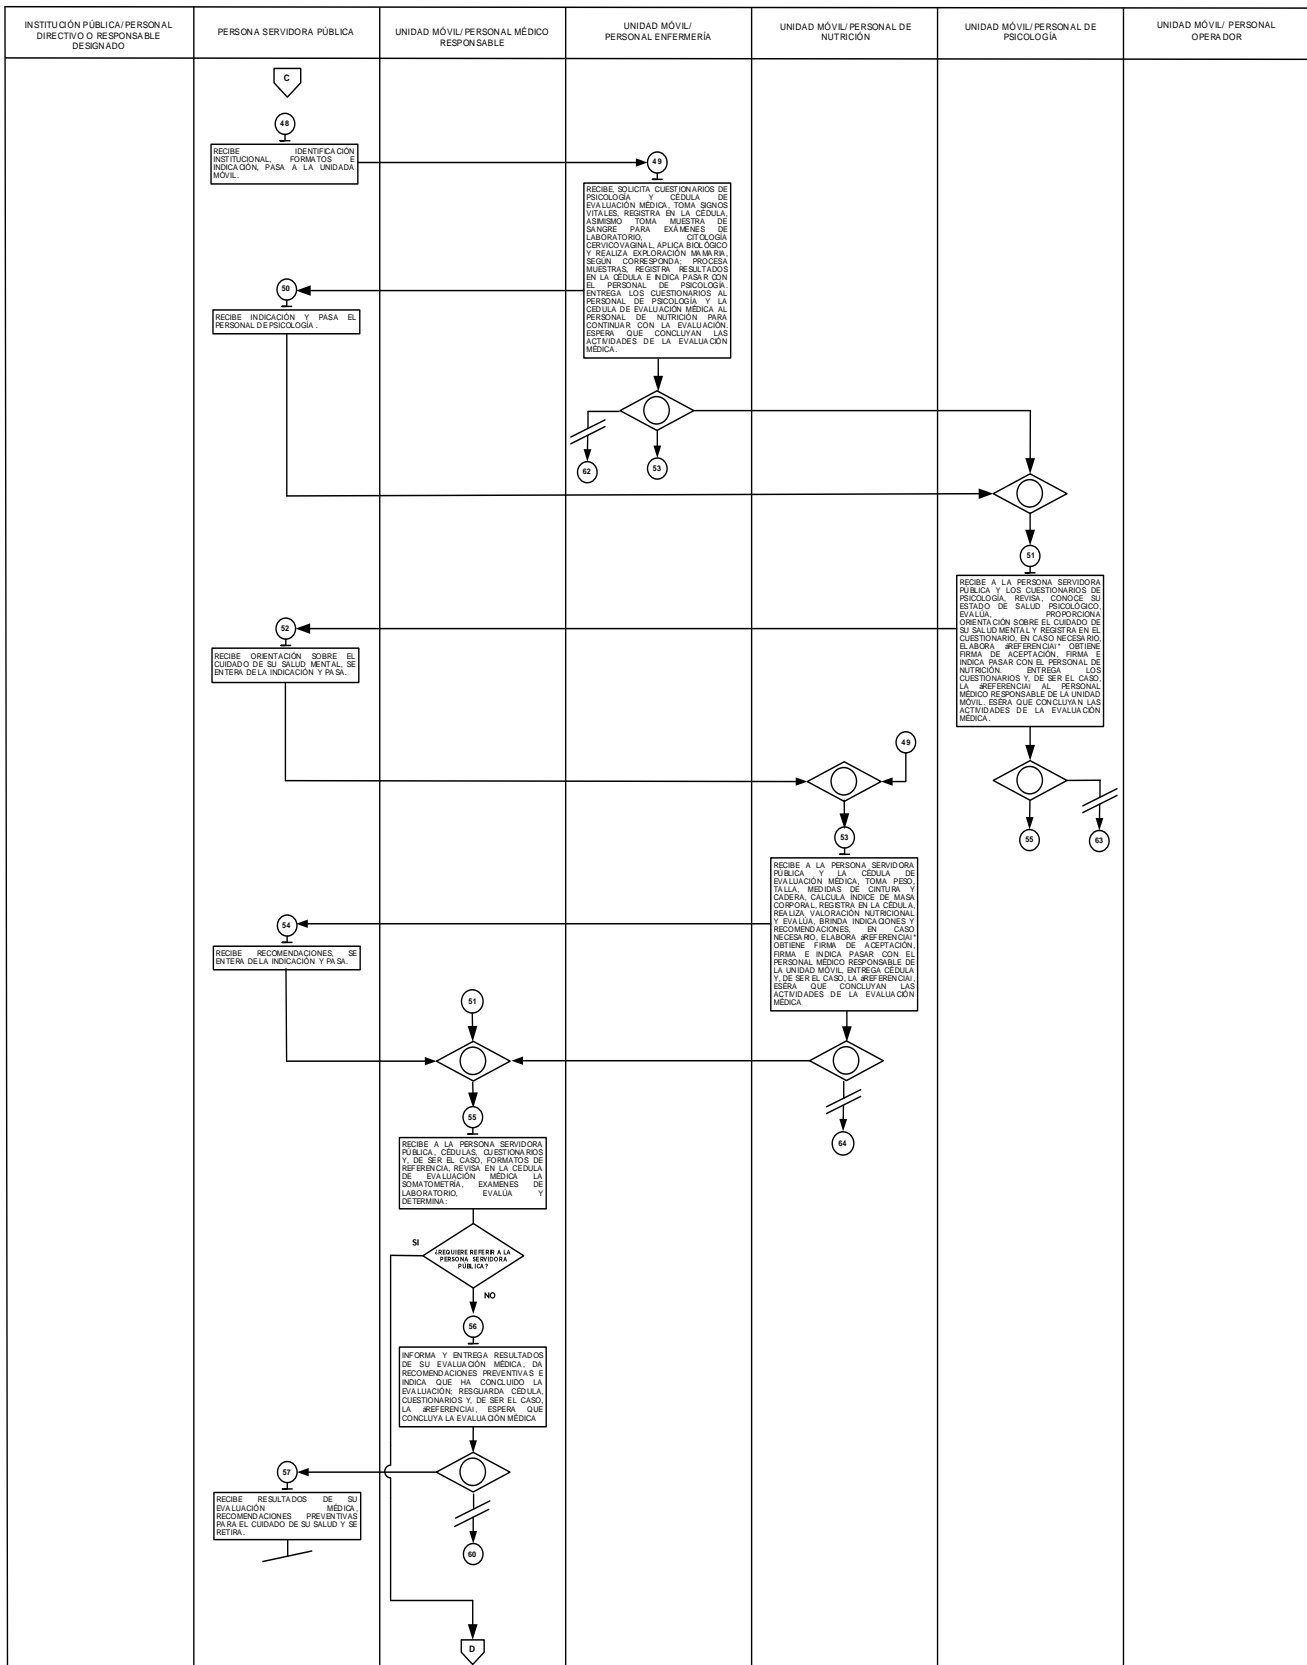 INSTITUCIÓN PÚBLICA/ PERSONAL
DIRECTIVO O RESPONSABLE
DESIGNADO
PERSONA SERVIDORA PÚBLICA
UNIDAD MÓVIL/ PERSONAL MÉDICO
RESPONSABLE
UNIDAD MÓVIL/
PERSONAL ENFERMERÍA
UNIDAD MÓVIL/ PERSONAL DE
NUTRICIÓN
UNIDAD MÓVIL/ PERSONAL DE
PSICOLOGÍA
UNIDAD MÓVIL/ PERSONAL
OPERADOR
C
48
RECIBE IDENTIFICACIÓN
INSTITUCIONAL, FORMATOS E
INDICACIÓN, PASA A LA UNIDADA
MÓVIL.
49
RECIBE, SOLICITA CUESTIONARIOS DE
PSICOLOGÍA Y CÉDULA DE
EVALUACIÓN MÉDICA, TOMA SIGNOS
VITALES, REGISTRA EN LA CÉDULA,
ASIMISMO TOMA MUESTRA DE
SANGRE PARA EXÁMENES DE
LABORATORIO, CITOLOGÍA
CERVICOVAGINAL, APLICA BIOLÓGICO
Y REALIZA EXPLORACIÓN MAMARIA,
SEGÚN CORRESPONDA; PROCESA
MUESTRAS, REGISTRA RESULTADOS
EN LA CÉDULA E INDICA PASAR CON
EL PERSONAL DE PSICOLOGÍA.
ENTREGA LOS CUESTIONARIOS AL
PERSONAL DE PSICOLOGÍA Y LA
CEDULA DE EVALUACIÓN MÉDICA AL
PERSONAL DE NUTRICIÓN PARA
CONTINUAR CON LA EVALUACIÓN.
ESPERA QUE CONCLUYAN LAS
ACTIVIDADES DE LA EVALUACIÓN
MÉDICA.
50
RECIBE INDICACIÓN Y PASA EL
PERSONAL DE PSICOLOGÍA .
62
53
51
RECIBE A LA PERSONA SERVIDORA
PÚBLICA Y LOS CUESTIONARIOS DE
PSICOLOGÍA, REVISA, CONOCE SU
ESTADO DE SALUD PSICOLÓGICO,
EVALÚA, PROPORCIONA
ORIENTACIÓN SOBRE EL CUIDADO DE
SU SALUD MENTAL Y REGISTRA EN EL
CUESTIONARIO, EN CASO NECESARIO,
ELABORA áREFERENCIAI* OBTIENE
FIRMA DE ACEPTACIÓN, FIRMA E
INDICA PASAR CON EL PERSONAL DE
NUTRICIÓN. ENTREGA LOS
CUESTIONARIOS Y, DE SER EL CASO,
LA áREFERENCIAI AL PERSONAL
MÉDICO RESPONSABLE DE LA UNIDAD
MÓVIL. ESÉRA QUE CONCLUYAN LAS
ACTIVIDADES DE LA EVALUACIÓN
MÉDICA.
52
RECIBE ORIENTACIÓN SOBRE EL
CUIDADO DE SU SALUD MENTAL, SE
ENTERA DE LA INDICACIÓN Y PASA.
49
55
63
53
RECIBE A LA PERSONA SERVIDORA
PÚBLICA Y LA CÉDULA DE
EVALUACIÓN MÉDICA, TOMA PESO,
TALLA, MEDIDAS DE CINTURA Y
CADERA, CALCULA ÍNDICE DE MASA
CORPORAL, REGISTRA EN LA CÉDULA,
REALIZA VALORACIÓN NUTRICIONAL
Y EVALÚA, BRINDA INDICACIONES Y
RECOMENDACIONES, EN CASO
NECESARIO, ELABORA áREFERENCIAI*
OBTIENE FIRMA DE ACEPTACIÓN,
FIRMA E INDICA PASAR CON EL
PERSONAL MÉDICO RESPONSABLE DE
LA UNIDAD MÓVIL, ENTREGA CÉDULA
Y, DE SER EL CASO, LA áREFERENCIAI,
ESÉRA QUE CONCLUYAN LAS
ACTIVIDADES DE LA EVALUACIÓN
MÉDICA
54
RECIBE RECOMENDACIONES, SE
ENTERA DE LA INDICACIÓN Y PASA.
51
64
55
RECIBE A LA PERSONA SERVIDORA
PÚBLICA, CÉDULAS, CUESTIONARIOS
Y, DE SER EL CASO, FORMATOS DE
REFERENCIA, REVISA EN LA CEDULA
DE EVALUACIÓN MÉDICA LA
SOMATOMETRÍA, EXAMENES DE
LABORATORIO, EVALÚA Y
DETERMINA:
SI
¿REQUIERE REFERIR A LA
PERSONA SERVIDORA
PÚBLICA?
NO
56
INFORMA Y ENTREGA RESULTADOS
DE SU EVALUACIÓN MÉDICA, DA
RECOMENDACIONES PREVENTIVAS E
INDICA QUE HA CONCLUIDO LA
EVALUACIÓN; RESGUARDA CÉDULA,
CUESTIONARIOS Y, DE SER EL CASO,
LA áREFERENCIAI, ESPERA QUE
CONCLUYA LA EVALUACIÓN MÉDICA
57
RECIBE RESULTADOS DE SU
EVALUACIÓN MÉDICA,
RECOMENDACIONES PREVENTIVAS
PARA EL CUIDADO DE SU SALUD Y SE
RETIRA.
60
D